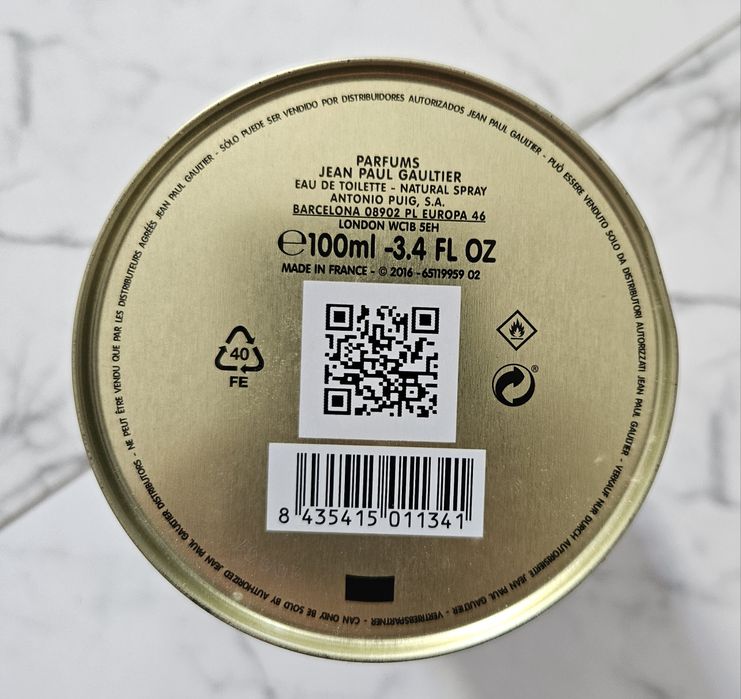 PARFUMS
JEAN PAUL GAULTIER
EAU DE TOILETTE - NATURAL SPRAY
ANTONIO PUIG, S.A.
BARCELONA 08902 PL EUROPA 46
LONDON WC1B 5EH
℮100ml -3.4 FL OZ
MADE IN FRANCE - © 2016 -65119959 02
40
FE
®
8 435415 011341
CAN ONLY BE SOLD BY AUTHORIZED JEAN PAUL GAULTIER DISTRIBUTORS - NE PEUT ÊTRE VENDU QUE PAR LES DISTRIBUTEURS AGRÉÉS JEAN PAUL GAULTIER - SÓLO PUEDE SER VENDIDO POR DISTRIBUIDORES AUTORIZADOS JEAN PAUL GAULTIER - PUÒ ESSERE VENDUTO SOLO DA DISTRIBUTORI AUTORIZZATI JEAN PAUL GAULTIER - VERKAUF NUR DURCH AUTORISIERTE JEAN PAUL GAULTIER - VERTRIEBSPARTNER -